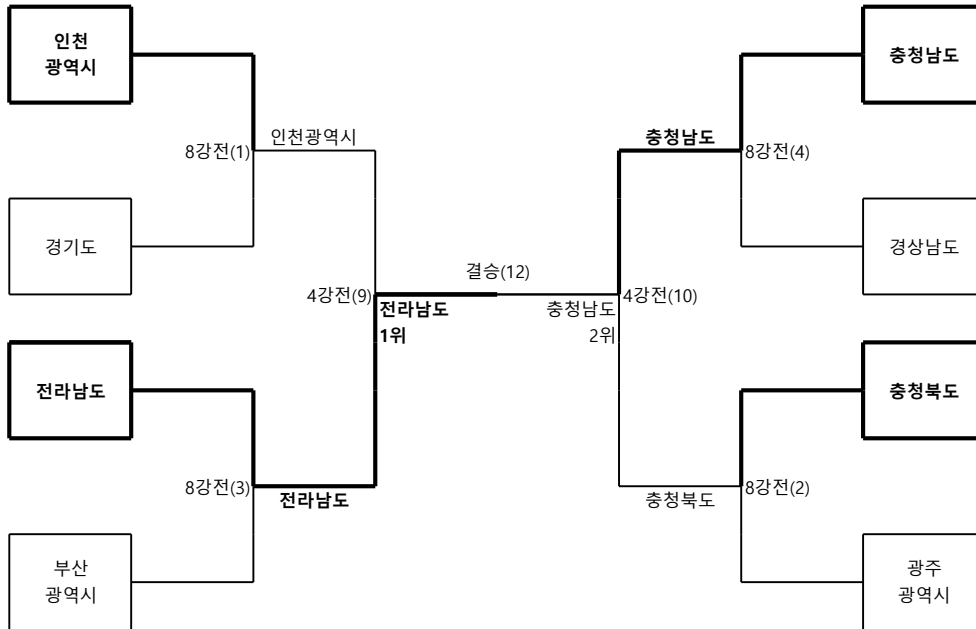 인천
광역시
충청남도
인천광역시
충청남도
8강전(1)
8강전(4)
경기도
경상남도
결승(12)
4강전(9)
전라남도
1위
충청남도
2위
4강전(10)
전라남도
충청북도
8강전(3)
전라남도
충청북도
8강전(2)
부산
광역시
광주
광역시